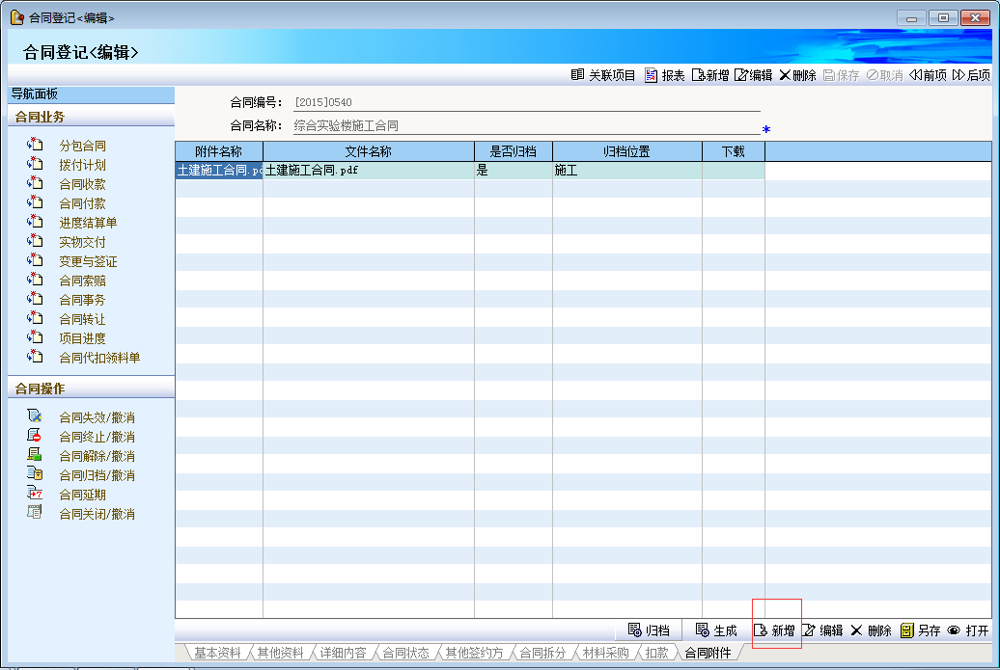 合同登记<编辑>
合同登记<编辑>
关联项目 报表 新增 编辑 删除 保存 取消 前项 后项
导航面板
合同业务
分包合同
拨付计划
合同收款
合同付款
进度结算单
实物交付
变更与签证
合同索赔
合同事务
合同转让
项目进度
合同代扣领料单
合同操作
合同失效/撤消
合同终止/撤消
合同解除/撤消
合同归档/撤消
合同延期
合同关闭/撤消
合同编号： [2015]0540
合同名称： 综合实验楼施工合同 *
附件名称 文件名称 是否归档 归档位置 下载
土建施工合同.pd 土建施工合同.pdf 是 施工
归档 生成 新增 编辑 删除 另存 打开
基本资料 其他资料 详细内容 合同状态 其他签约方 合同拆分 材料采购 扣款 合同附件